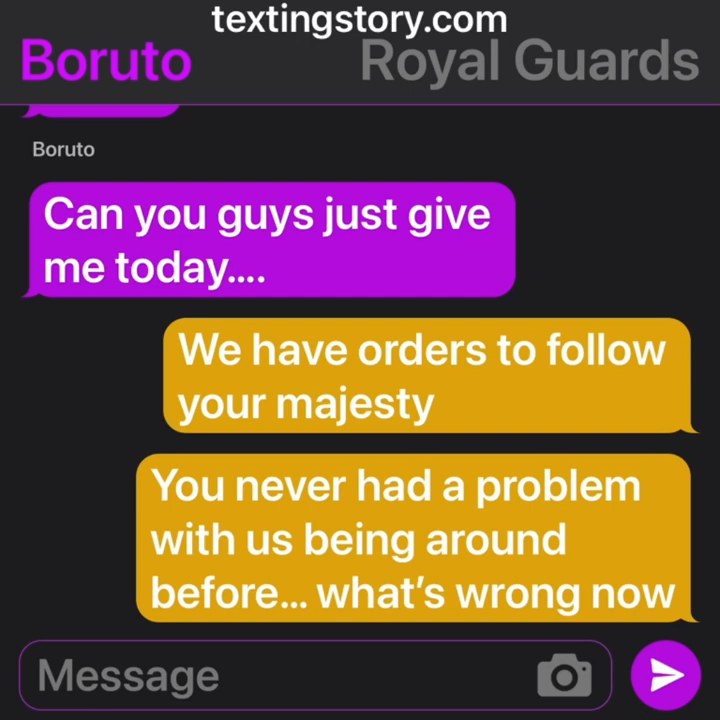 textingstory.com
Boruto
Royal Guards
Boruto
Can you guys just give
me today....
We have orders to follow
your majesty
You never had a problem
with us being around
before... what's wrong now
Message